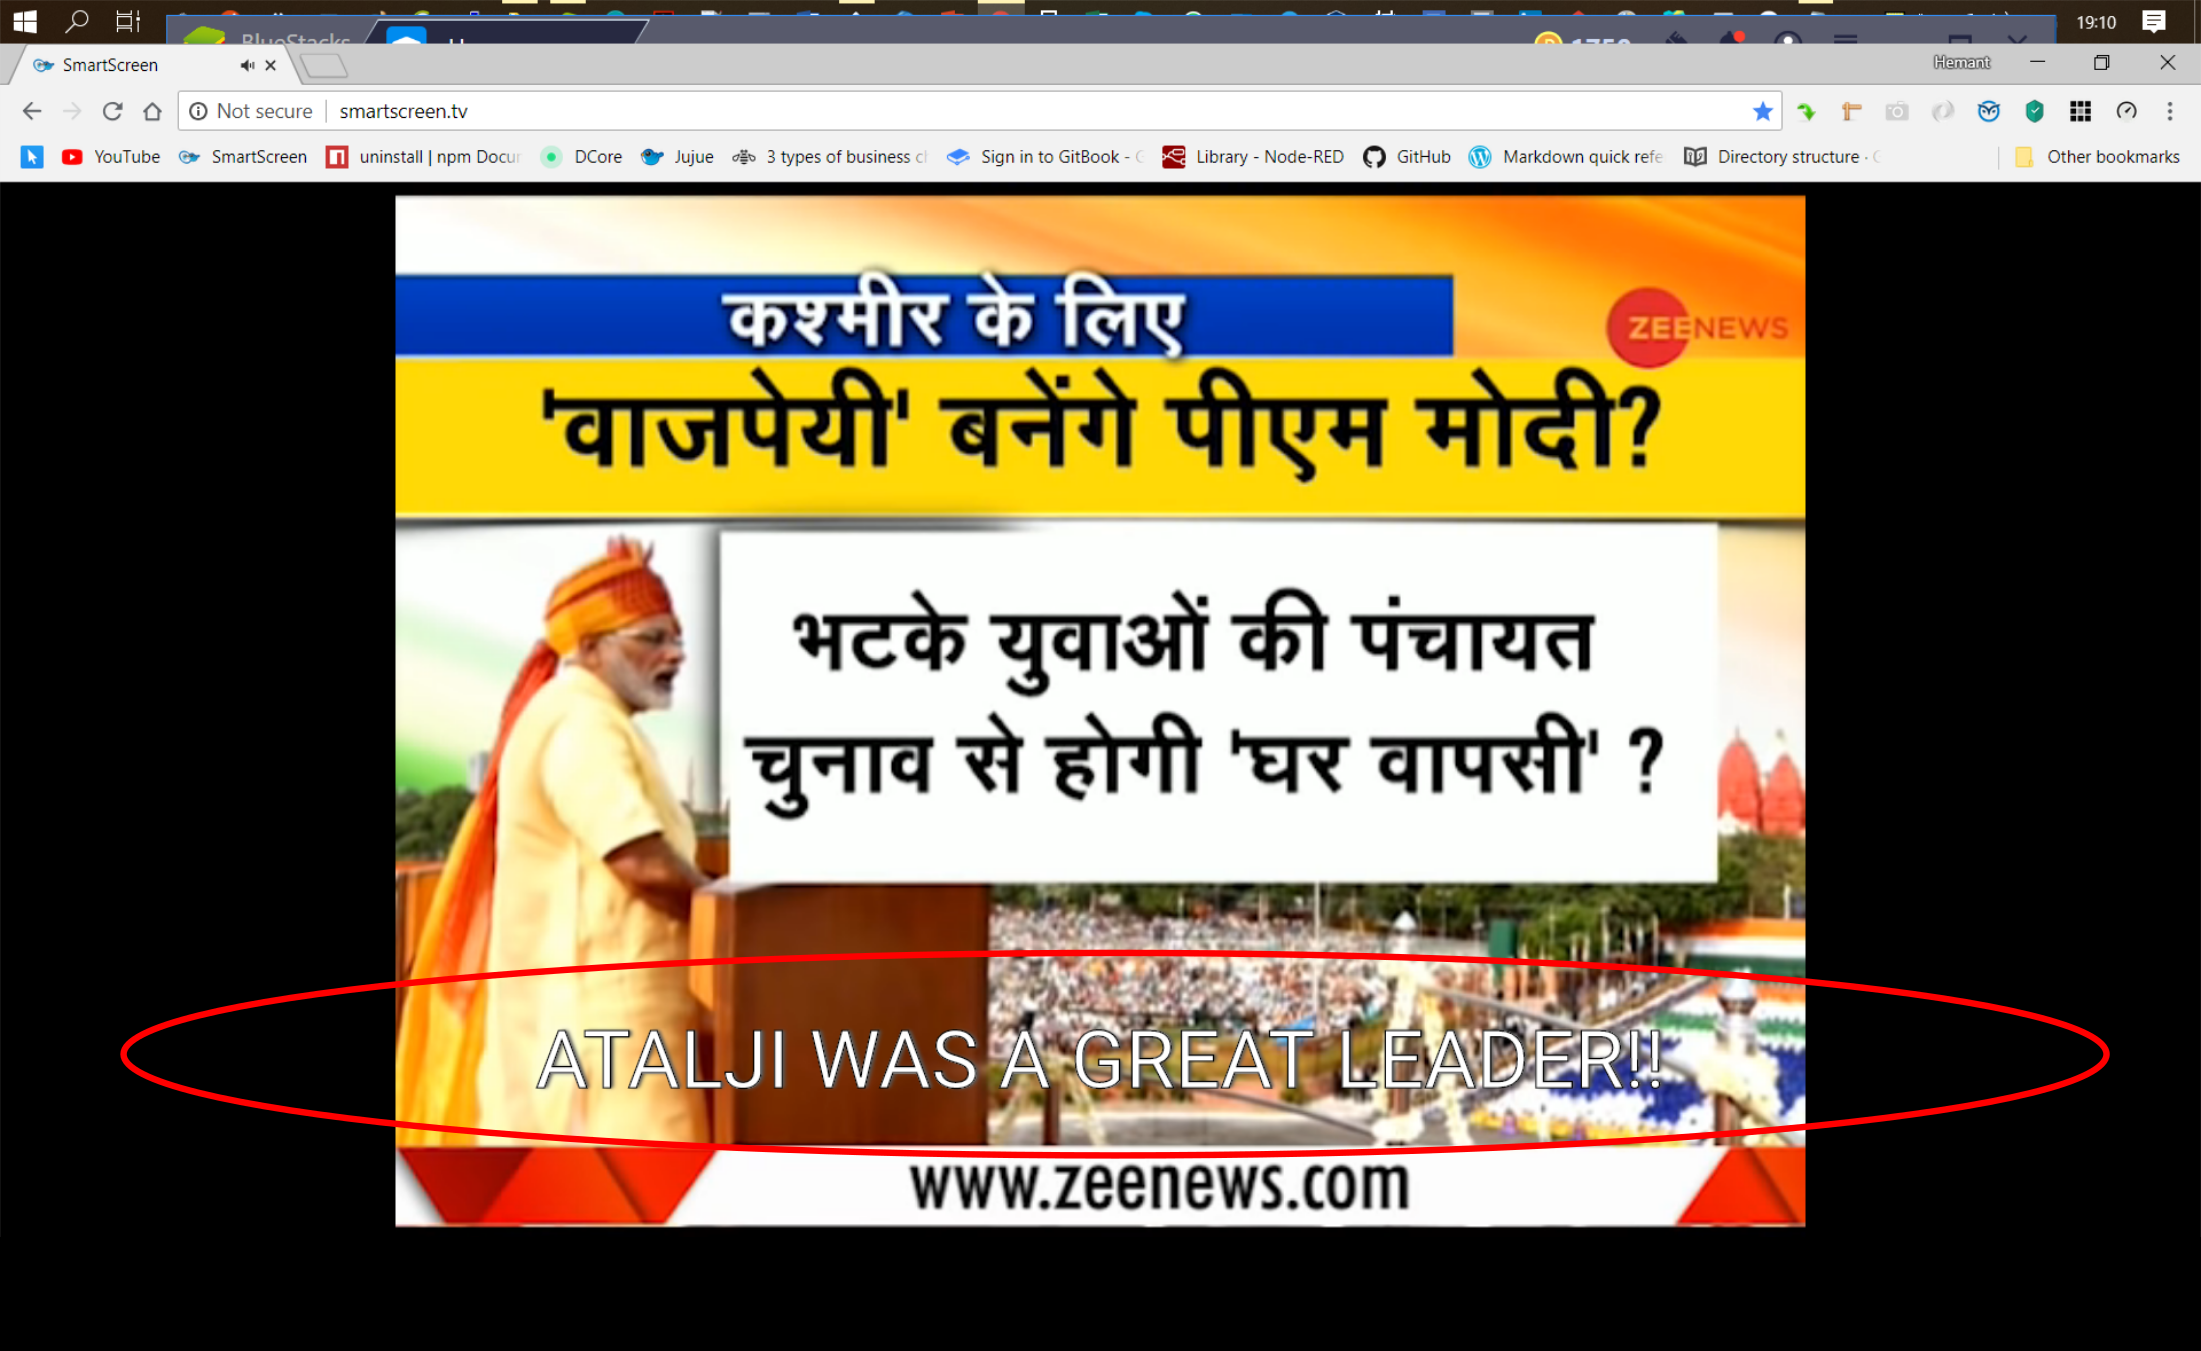 19:10
SmartScreen
Hemant
Not secure
smartscreen.tv
YouTube
SmartScreen
uninstall | npm Docu
DCore
Jujue
3 types of business
Sign in to GitBook -
Library - Node-RED
GitHub
Markdown quick refe
Directory structure ·
Other bookmarks
कश्मीर के लिए
ZEENEWS
'वाजपेयी' बनेंगे पीएम मोदी?
भटके युवाओं की पंचायत
चुनाव से होगी 'घर वापसी' ?
ATALJI WAS A GREAT LEADER!!
www.zeenews.com